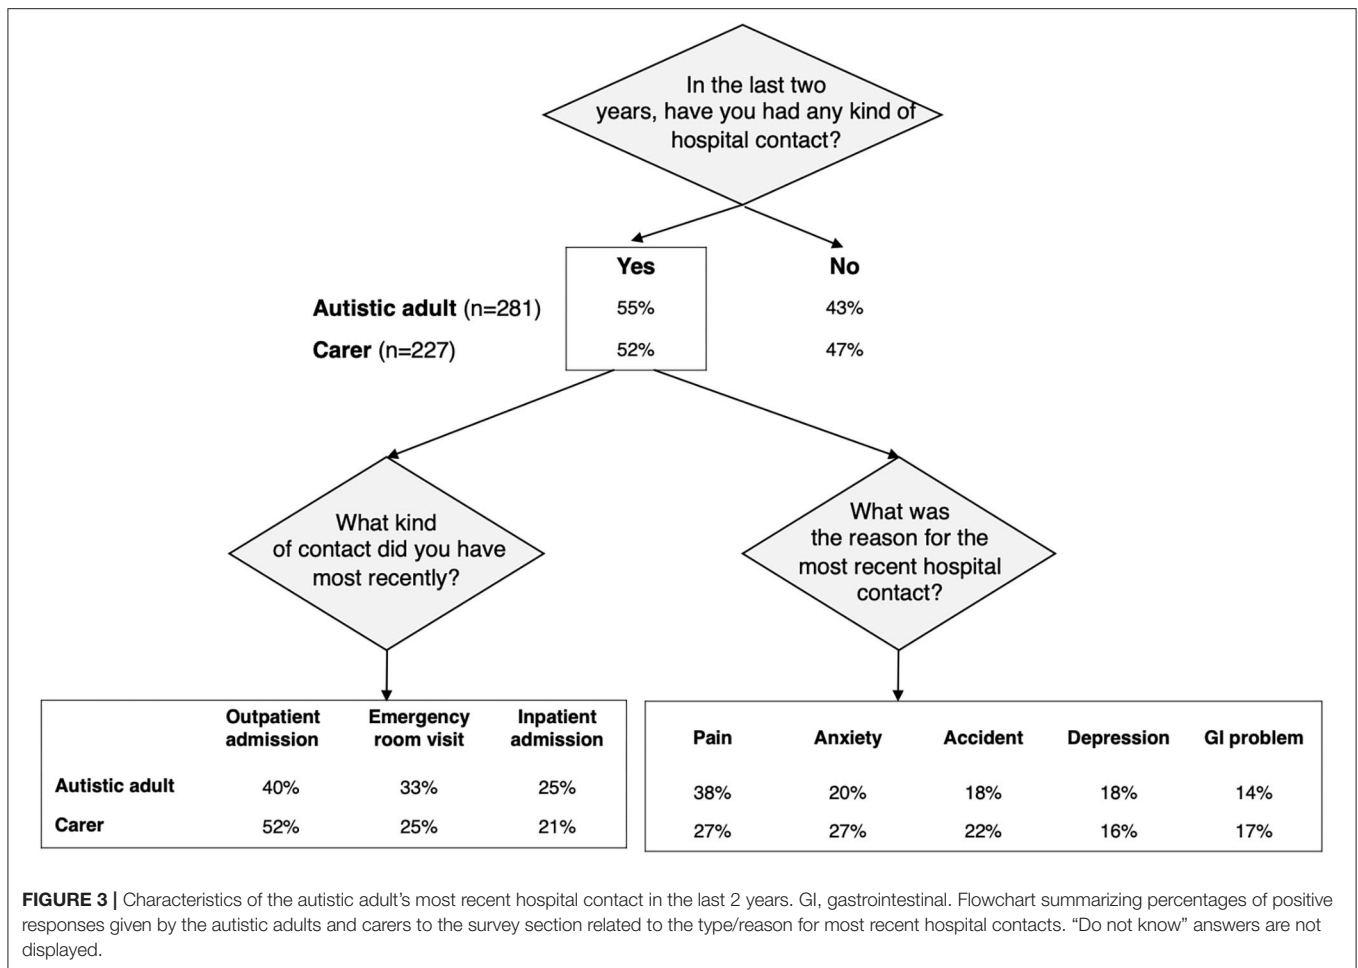 In the last two
years, have you had any kind of
hospital contact?
Yes No
Autistic adult (n=281) 55% 43%
Carer (n=227) 52% 47%
What kind
of contact did you have
most recently?
What was
the reason for the
most recent hospital
contact?
Outpatient admission Emergency room visit Inpatient admission
Autistic adult 40% 33% 25%
Carer 52% 25% 21%
Pain Anxiety Accident Depression GI problem
38% 20% 18% 18% 14%
27% 27% 22% 16% 17%
FIGURE 3 | Characteristics of the autistic adult's most recent hospital contact in the last 2 years. GI, gastrointestinal. Flowchart summarizing percentages of positive
responses given by the autistic adults and carers to the survey section related to the type/reason for most recent hospital contacts. "Do not know" answers are not
displayed.